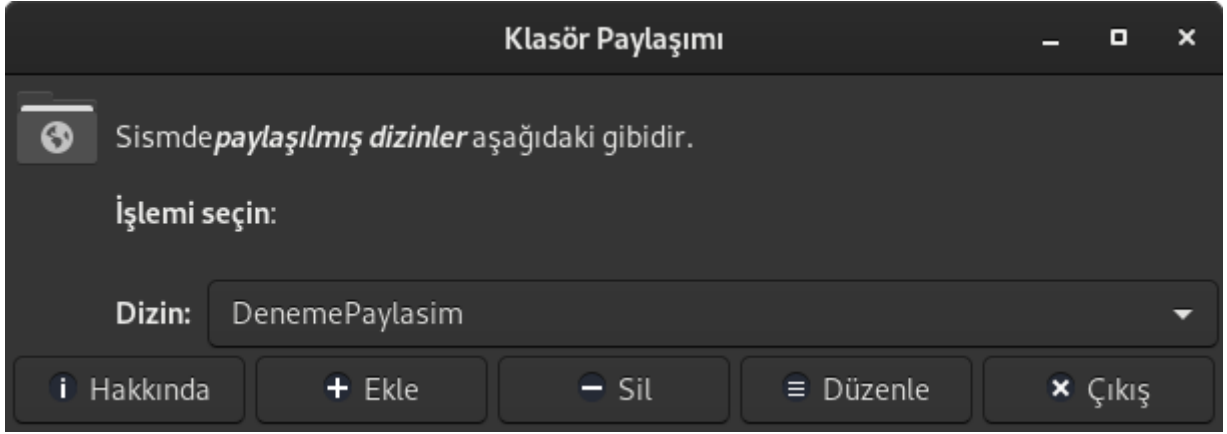 Klasör Paylaşımı
Sismdepaylaşılmış dizinler aşağıdaki gibidir.
İşlemi seçin:
Dizin: DenemePaylasim
Hakkında Ekle Sil Düzenle Çıkış